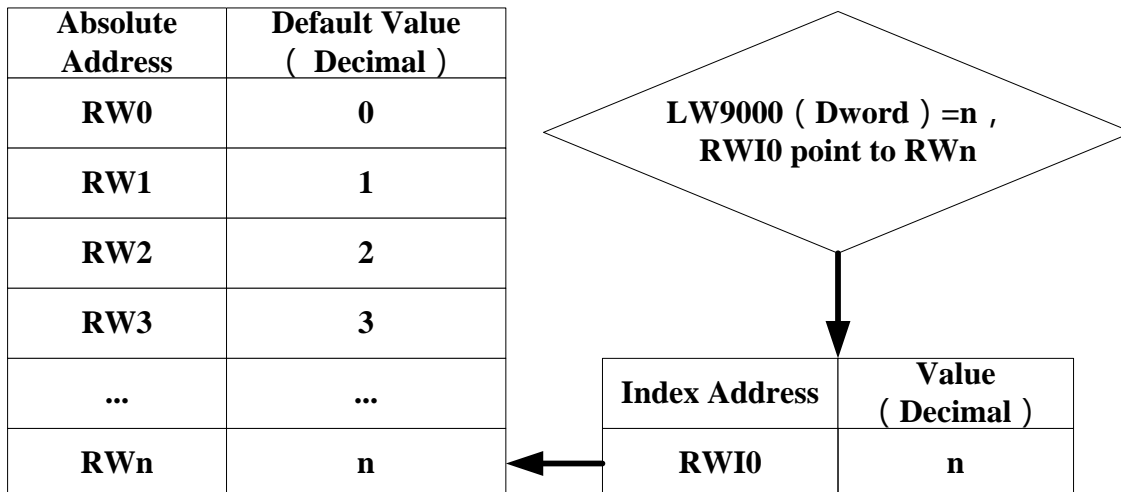 Absolute Address
Default Value
( Decimal )
RW0 0
RW1 1
RW2 2
RW3 3
... ...
RWn n
LW9000 ( Dword ) =n ,
RWI0 point to RWn
Index Address
Value
( Decimal )
RWI0 n